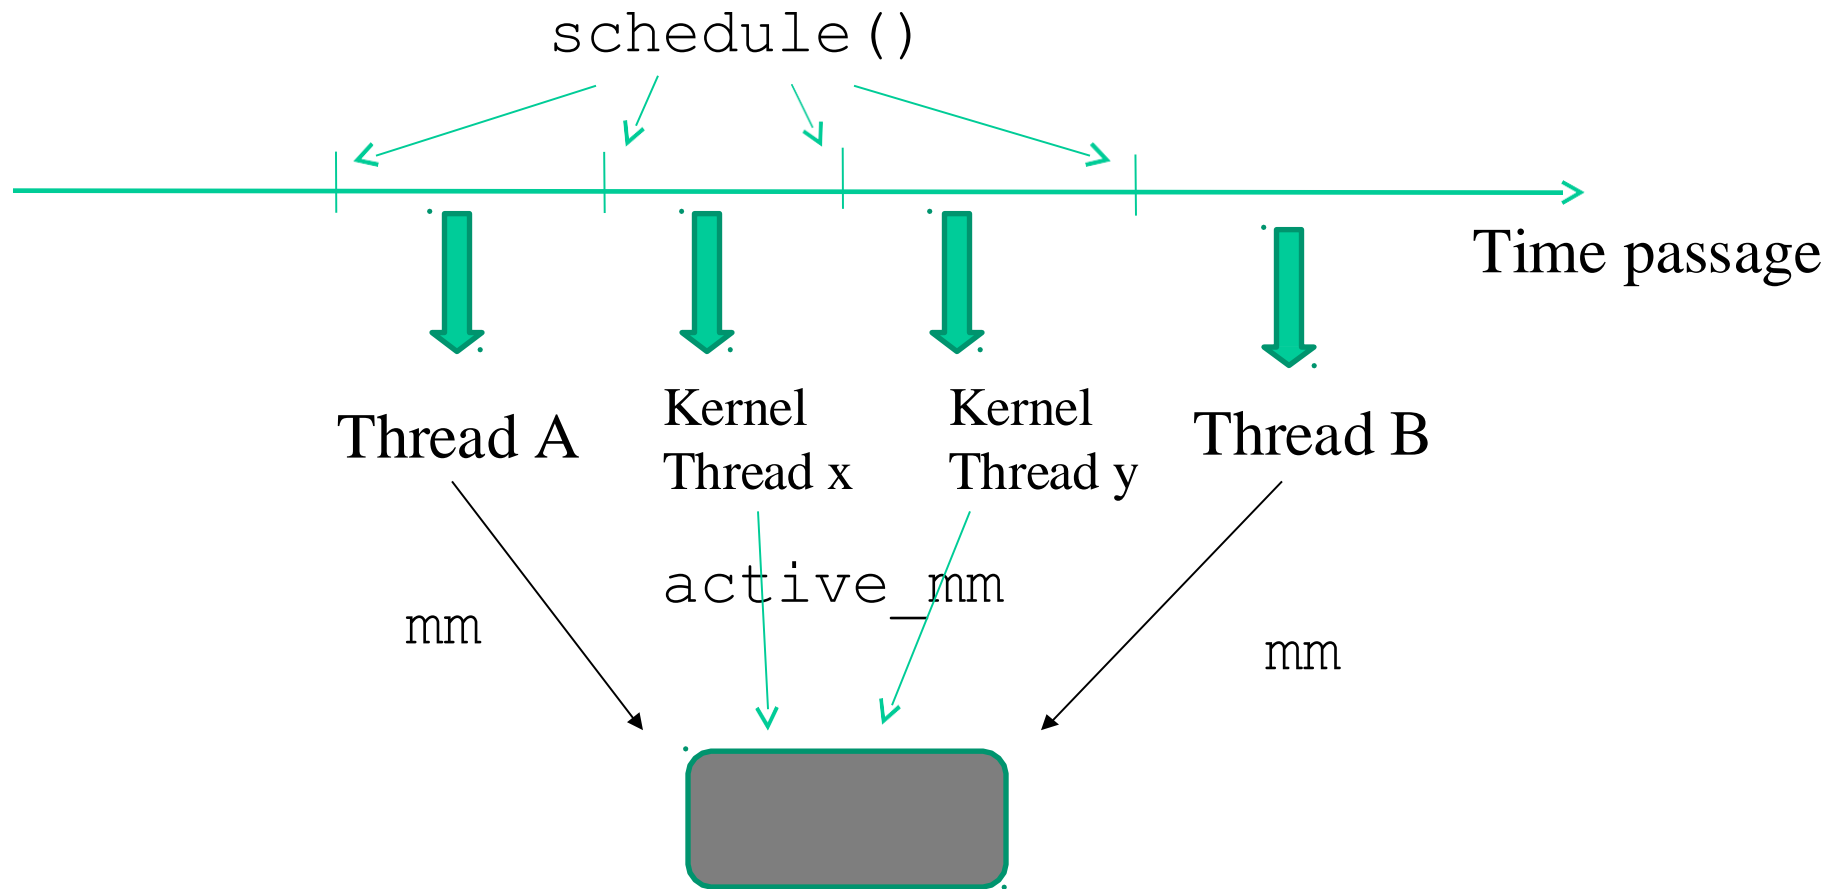 schedule()
Time passage
Thread A
Kernel
Thread x
Kernel
Thread y
Thread B
active_mm
mm
mm